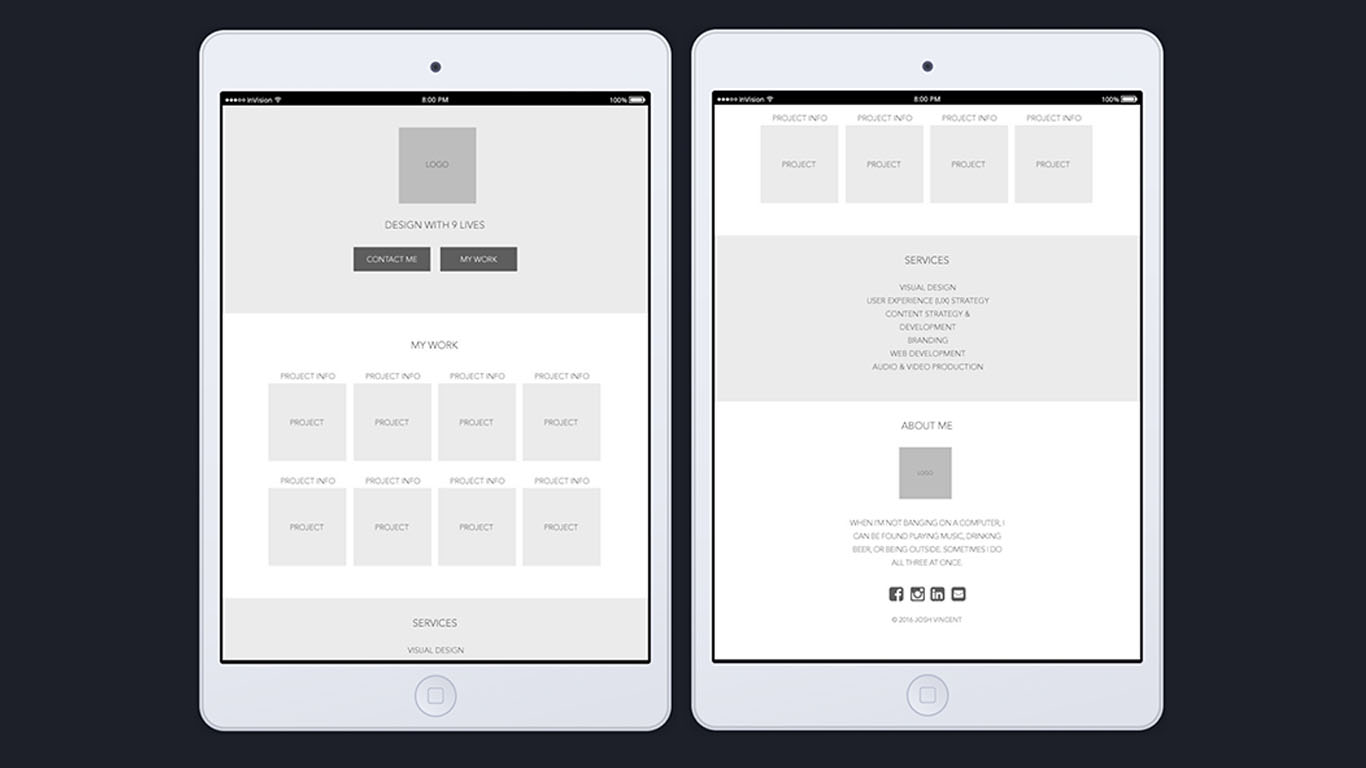 InVision 8:00 PM 100%
LOGO
DESIGN WITH 9 LIVES
CONTACT ME MY WORK
MY WORK
PROJECT INFO PROJECT INFO PROJECT INFO PROJECT INFO
PROJECT PROJECT PROJECT PROJECT
PROJECT INFO PROJECT INFO PROJECT INFO PROJECT INFO
PROJECT PROJECT PROJECT PROJECT
SERVICES
VISUAL DESIGN
InVision 8:00 PM 100%
PROJECT INFO PROJECT INFO PROJECT INFO PROJECT INFO
PROJECT PROJECT PROJECT PROJECT
SERVICES
VISUAL DESIGN
USER EXPERIENCE (UX) STRATEGY
CONTENT STRATEGY &
DEVELOPMENT
BRANDING
WEB DEVELOPMENT
AUDIO & VIDEO PRODUCTION
ABOUT ME
LOGO
WHEN I'M NOT BANGING ON A COMPUTER, I
CAN BE FOUND PLAYING MUSIC, DRINKING
BEER, OR BEING OUTSIDE. SOMETIMES I DO
ALL THREE AT ONCE.
© 2016 JOSH VINCENT